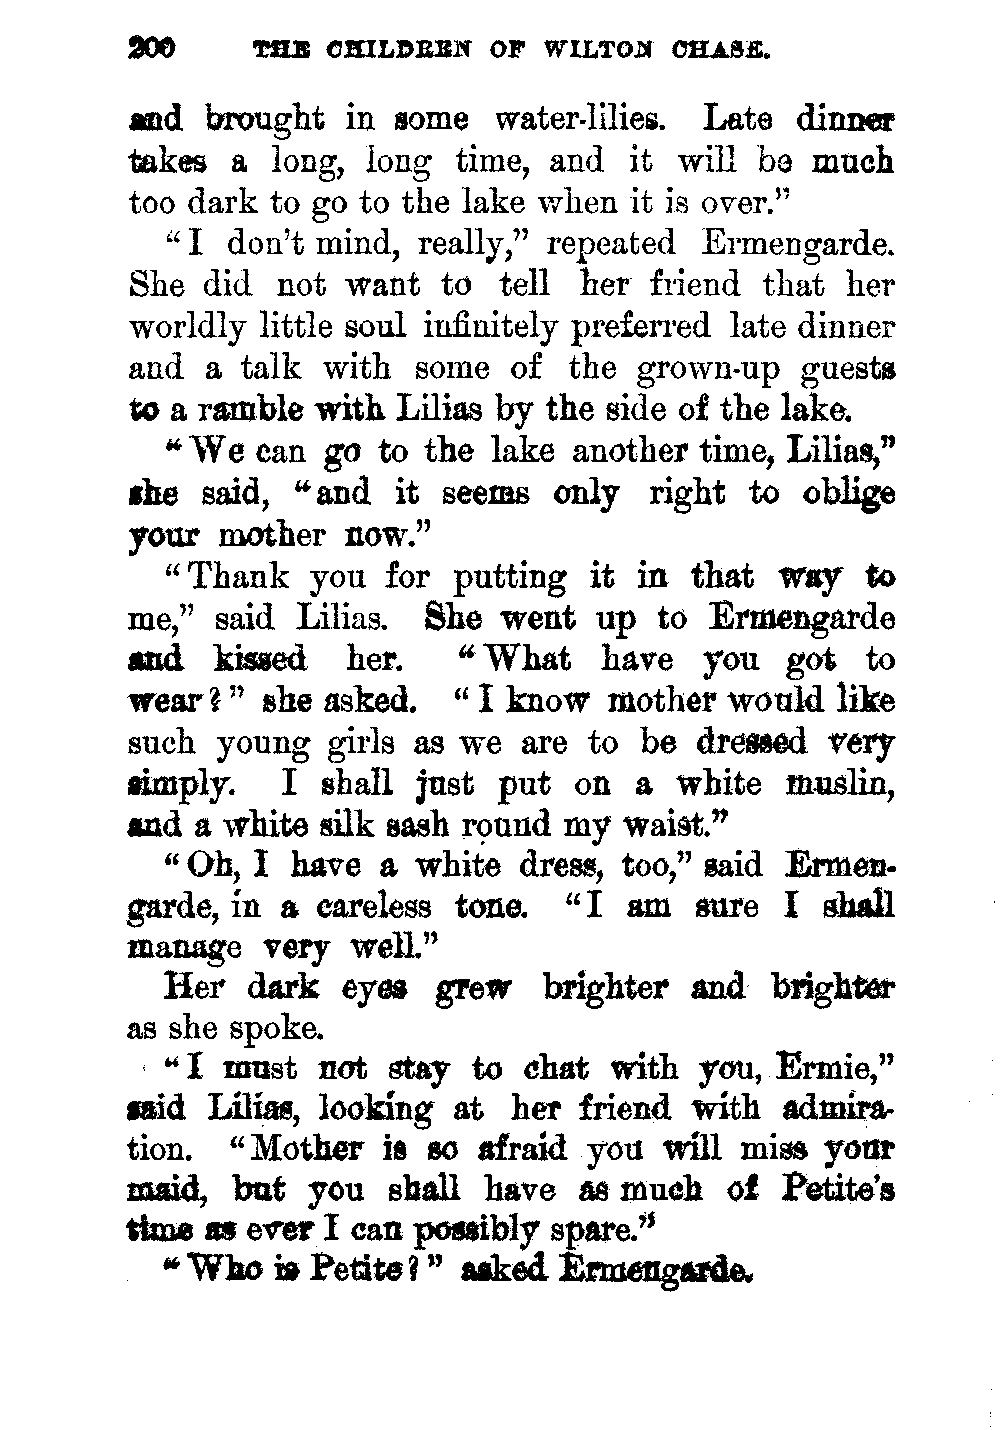 200 THE CHILDREN OF WILTON CHASE.
and brought in some water-lilies. Late dinner
takes a long, long time, and it will be much
too dark to go to the lake when it is over.”
“I don’t mind, really,” repeated Ermengarde.
She did not want to tell her friend that her
worldly little soul infinitely preferred late dinner
and a talk with some of the grown-up guests
to a ramble with Lilias by the side of the lake.
“We can go to the lake another time, Lilias,”
she said, “and it seems only right to oblige
your mother now.”
“Thank you for putting it in that way to
me,” said Lilias. She went up to Ermengarde
and kissed her. “What have you got to
wear?” she asked. “I know mother would like
such young girls as we are to be dressed very
simply. I shall just put on a white muslin,
and a white silk sash round my waist.”
“Oh, I have a white dress, too,” said Ermen-
garde, in a careless tone. “I am sure I shall
manage very well.”
Her dark eyes grew brighter and brighter
as she spoke.
“I must not stay to chat with you, Ermie,”
said Lilias, looking at her friend with admira-
tion. “Mother is so afraid you will miss your
maid, but you shall have as much of Petite’s
time as ever I can possibly spare.”
“Who is Petite?” asked Ermengarde.